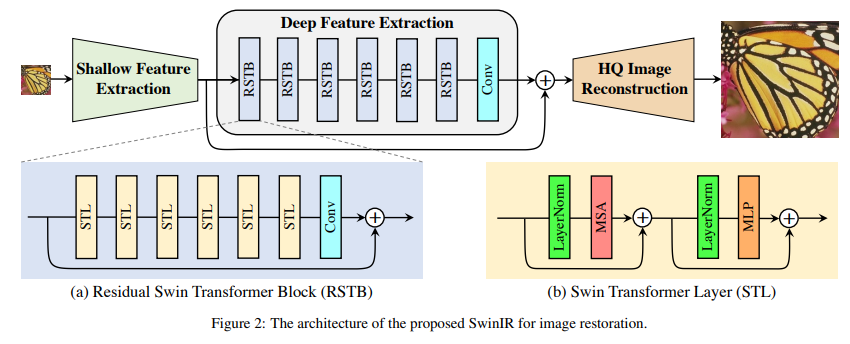 Deep Feature Extraction
Shallow Feature
Extraction
RSTB
RSTB
RSTB
RSTB
RSTB
RSTB
Conv
+
HQ Image
Reconstruction
STL
STL
STL
STL
STL
STL
Conv
+
LayerNorm
MSA
+
LayerNorm
MLP
+
(a) Residual Swin Transformer Block (RSTB)
(b) Swin Transformer Layer (STL)
Figure 2: The architecture of the proposed SwinIR for image restoration.